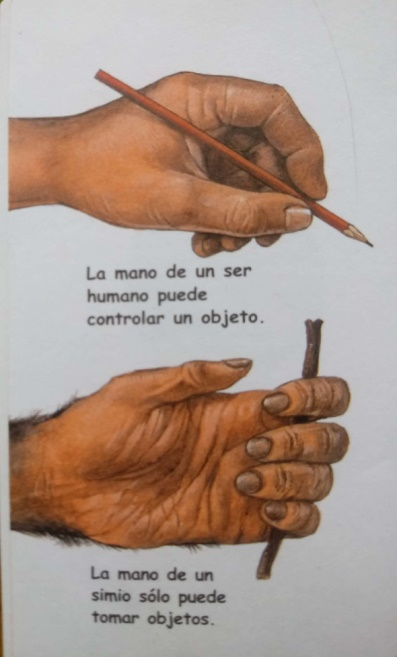 La mano de un ser
humano puede
controlar un objeto.
La mano de un
simio sólo puede
tomar objetos.